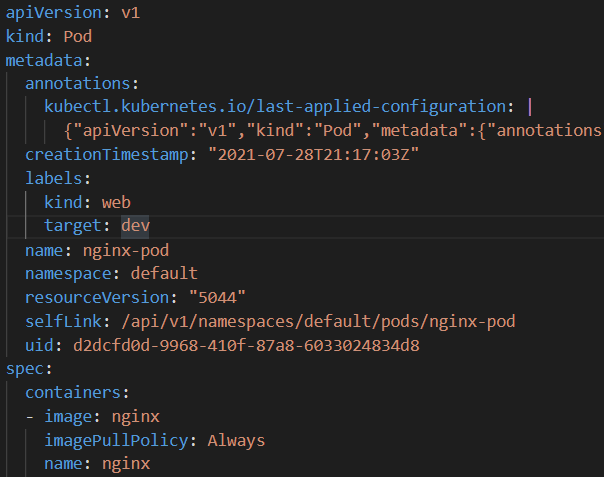 apiVersion: v1
kind: Pod
metadata:
  annotations:
    kubectl.kubernetes.io/last-applied-configuration: |
      {"apiVersion":"v1","kind":"Pod","metadata":{"annotations
  creationTimestamp: "2021-07-28T21:17:03Z"
  labels:
    kind: web
    target: dev
  name: nginx-pod
  namespace: default
  resourceVersion: "5044"
  selfLink: /api/v1/namespaces/default/pods/nginx-pod
  uid: d2dcfd0d-9968-410f-87a8-6033024834d8
spec:
  containers:
  - image: nginx
    imagePullPolicy: Always
    name: nginx